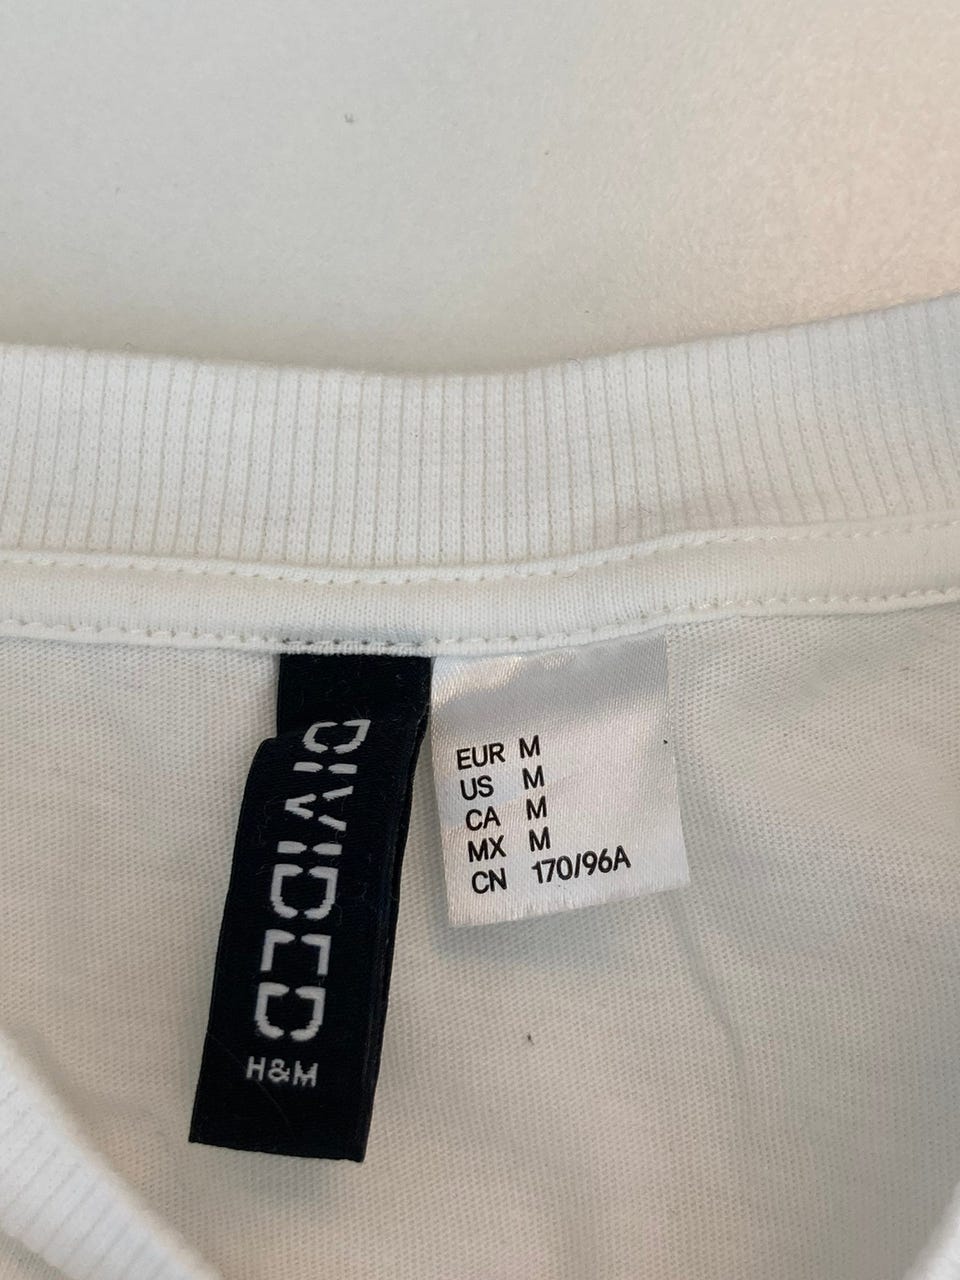 DIVIDED
H&M
EUR M
US M
CA M
MX M
CN 170/96A